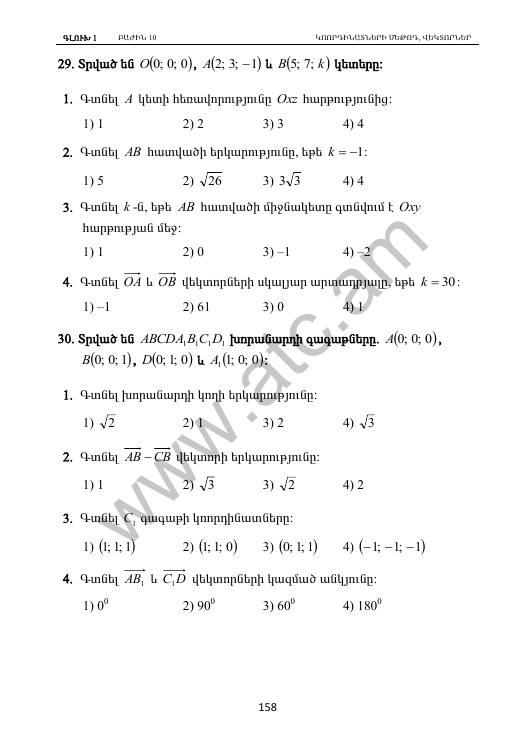 ԳԼՈՒԽ 1 ԲԱԺԻՆ 10 ԿՈՈՐԴԻՆԱՏՆԵՐԻ ՄԵԹՈԴ, ՎԵԿՏՈՐՆԵՐ
29. Տրված են O(0; 0; 0), A(2; 3; −1) և B(5; 7; k) կետերը:
1. Գտնել A կետի հեռավորությունը Oxz հարթությունից:
1) 1 2) 2 3) 3 4) 4
2. Գտնել AB հատվածի երկարությունը, եթե k = −1:
1) 5 2) √26 3) 3√3 4) 4
3. Գտնել k -ն, եթե AB հատվածի միջնակետը գտնվում է Oxy
հարթության մեջ:
1) 1 2) 0 3) –1 4) –2
4. Գտնել OA և OB վեկտորների սկալյար արտադրյալը, եթե k = 30:
1) –1 2) 61 3) 0 4) 1
30. Տրված են ABCDA₁B₁C₁D₁ խորանարդի գագաթները. A(0; 0; 0),
B(0; 0; 1), D(0; 1; 0) և A₁(1; 0; 0):
1. Գտնել խորանարդի կողի երկարությունը:
1) √2 2) 1 3) 2 4) √3
2. Գտնել AB − CB վեկտորի երկարությունը:
1) 1 2) √3 3) √2 4) 2
3. Գտնել C₁ գագաթի կոորդինատները:
1) (1; 1; 1) 2) (1; 1; 0) 3) (0; 1; 1) 4) (−1; −1; −1)
4. Գտնել AB₁ և C₁D վեկտորների կազմած անկյունը:
1) 0⁰ 2) 90⁰ 3) 60⁰ 4) 180⁰
www.atc.am
158